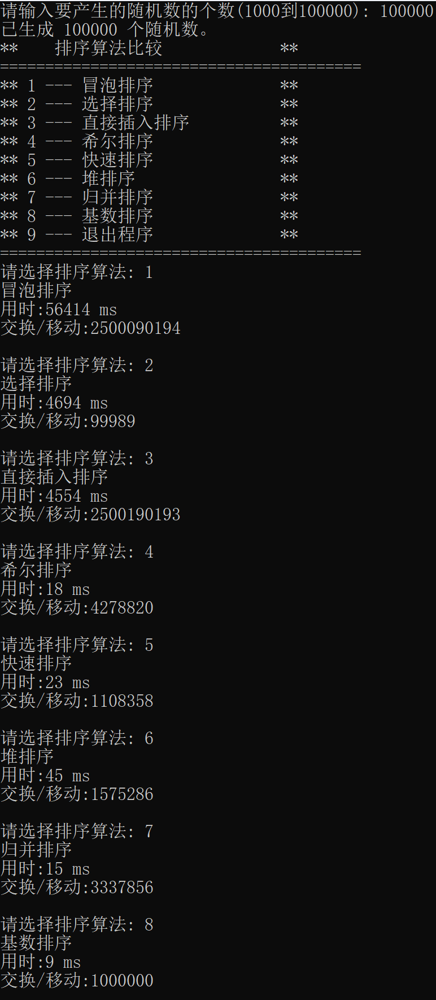 请输入要产生的随机数的个数(1000到100000): 100000
已生成 100000 个随机数。
**    排序算法比较             **
========================================
** 1 --- 冒泡排序              **
** 2 --- 选择排序              **
** 3 --- 直接插入排序          **
** 4 --- 希尔排序              **
** 5 --- 快速排序              **
** 6 --- 堆排序                **
** 7 --- 归并排序              **
** 8 --- 基数排序              **
** 9 --- 退出程序              **
========================================
请选择排序算法: 1
冒泡排序
用时:56414 ms
交换/移动:2500090194
请选择排序算法: 2
选择排序
用时:4694 ms
交换/移动:99989
请选择排序算法: 3
直接插入排序
用时:4554 ms
交换/移动:2500190193
请选择排序算法: 4
希尔排序
用时:18 ms
交换/移动:4278820
请选择排序算法: 5
快速排序
用时:23 ms
交换/移动:1108358
请选择排序算法: 6
堆排序
用时:45 ms
交换/移动:1575286
请选择排序算法: 7
归并排序
用时:15 ms
交换/移动:3337856
请选择排序算法: 8
基数排序
用时:9 ms
交换/移动:1000000